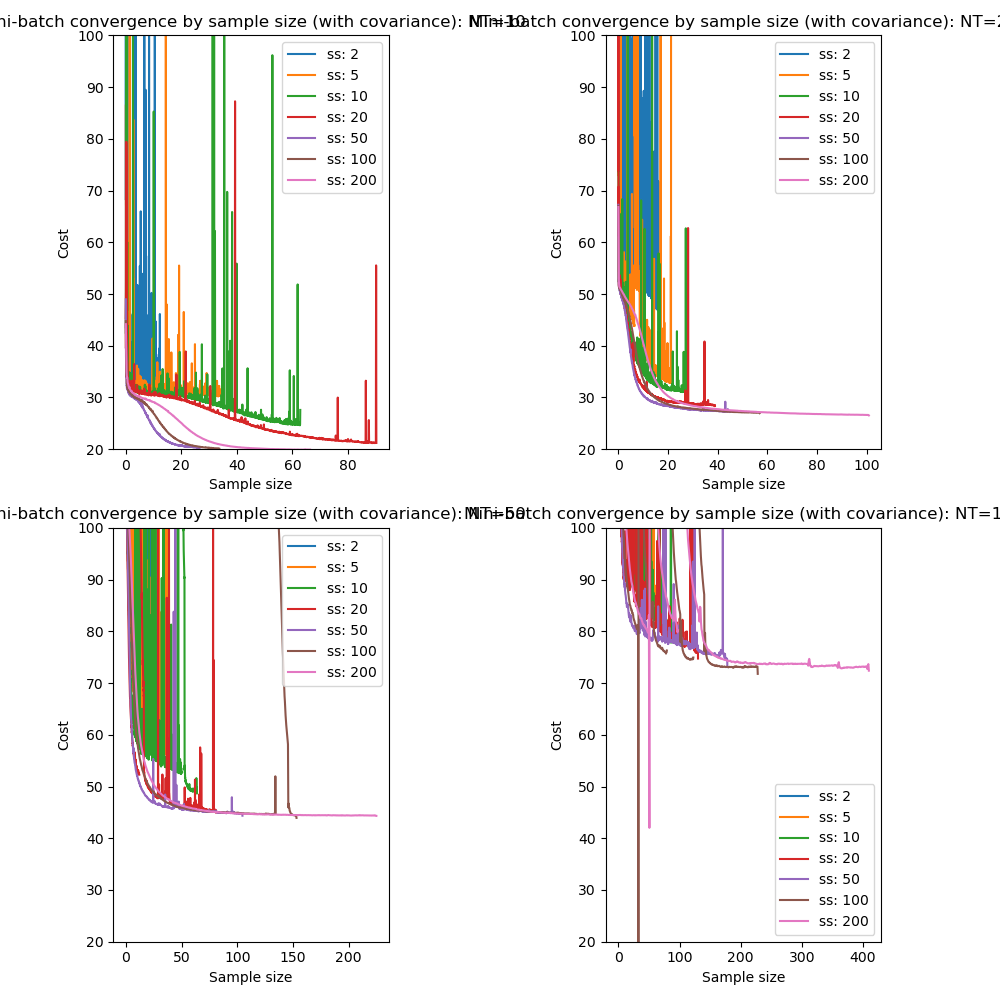 ni-batch convergence by sample size (with covariance): NT=10
Mini-batch convergence by sample size (with covariance): NT=2
100
90
80
70
60
50
40
30
20
Cost
0 20 40 60 80
Sample size
ss: 2
ss: 5
ss: 10
ss: 20
ss: 50
ss: 100
ss: 200
100
90
80
70
60
50
40
30
20
Cost
0 20 40 60 80 100
Sample size
ss: 2
ss: 5
ss: 10
ss: 20
ss: 50
ss: 100
ss: 200
ni-batch convergence by sample size (with covariance): NT=50
Mini-batch convergence by sample size (with covariance): NT=1
100
90
80
70
60
50
40
30
20
Cost
0 50 100 150 200
Sample size
ss: 2
ss: 5
ss: 10
ss: 20
ss: 50
ss: 100
ss: 200
100
90
80
70
60
50
40
30
20
Cost
0 100 200 300 400
Sample size
ss: 2
ss: 5
ss: 10
ss: 20
ss: 50
ss: 100
ss: 200